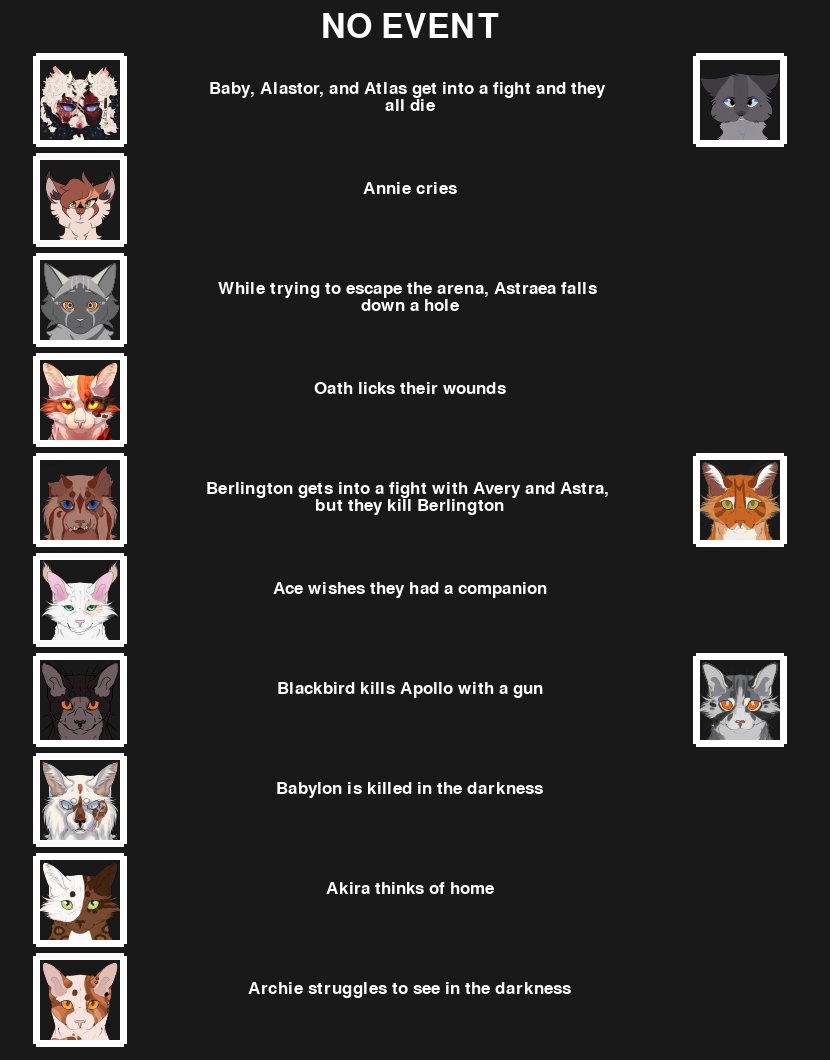 NO EVENT
Baby, Alastor, and Atlas get into a fight and they
all die
Annie cries
While trying to escape the arena, Astraea falls
down a hole
Oath licks their wounds
Berlington gets into a fight with Avery and Astra,
but they kill Berlington
Ace wishes they had a companion
Blackbird kills Apollo with a gun
Babylon is killed in the darkness
Akira thinks of home
Archie struggles to see in the darkness